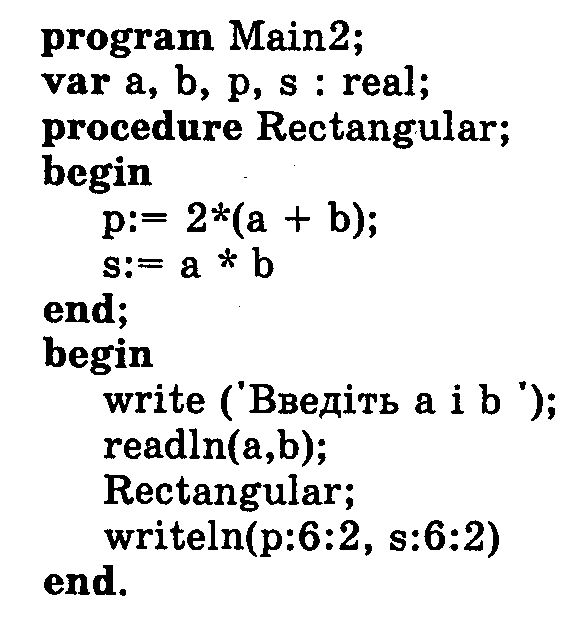 program Main2;
var a, b, p, s : real;
procedure Rectangular;
begin
p:= 2*(a + b);
s:= a * b
end;
begin
write ('Введіть a і b ');
readln(a,b);
Rectangular;
writeln(p:6:2, s:6:2)
end.